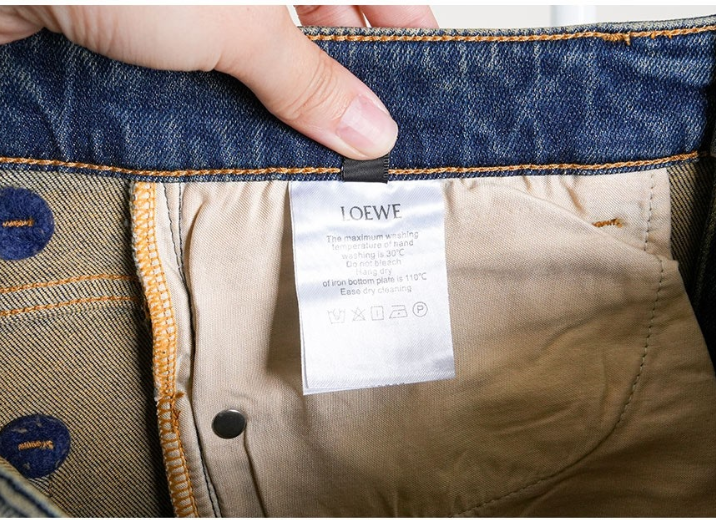 LOEWE
The maximum washing
temperature of hand
washing is 30℃
Do not bleach
Hang dry
of iron bottom plate is 110℃
Ease dry cleaning
P